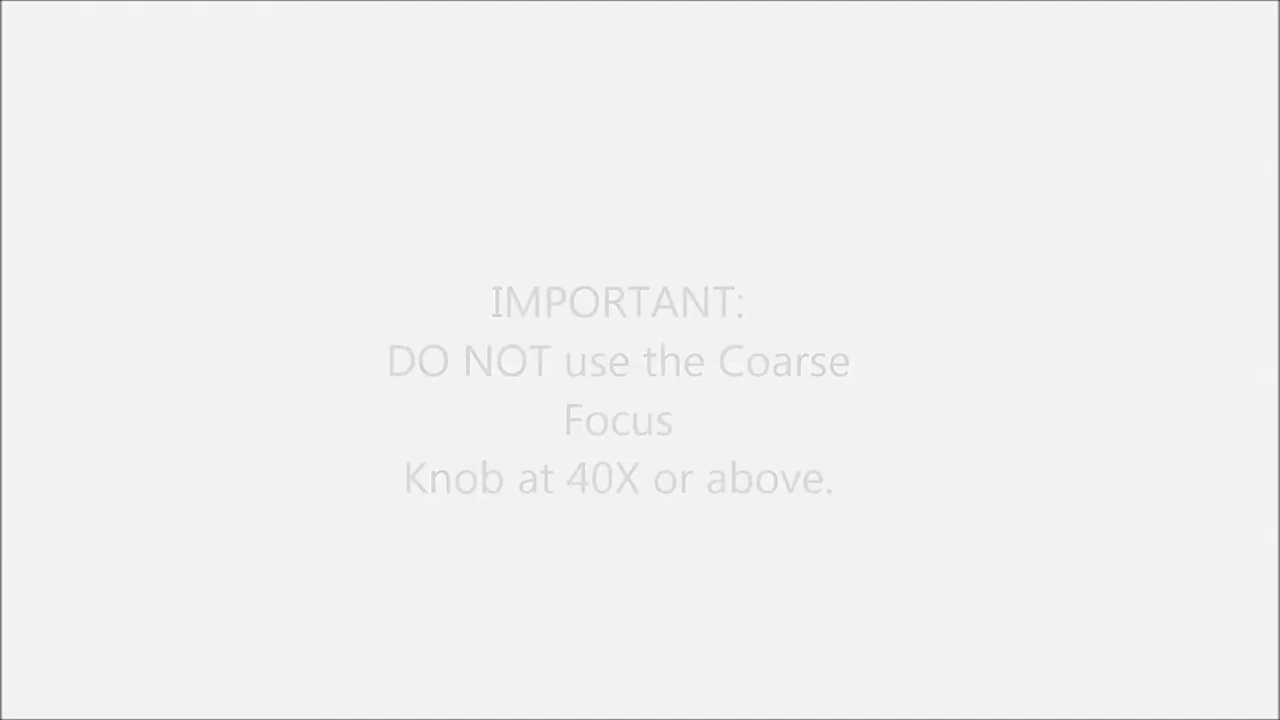 IMPORTANT:
DO NOT use the Coarse
Focus
Knob at 40X or above.